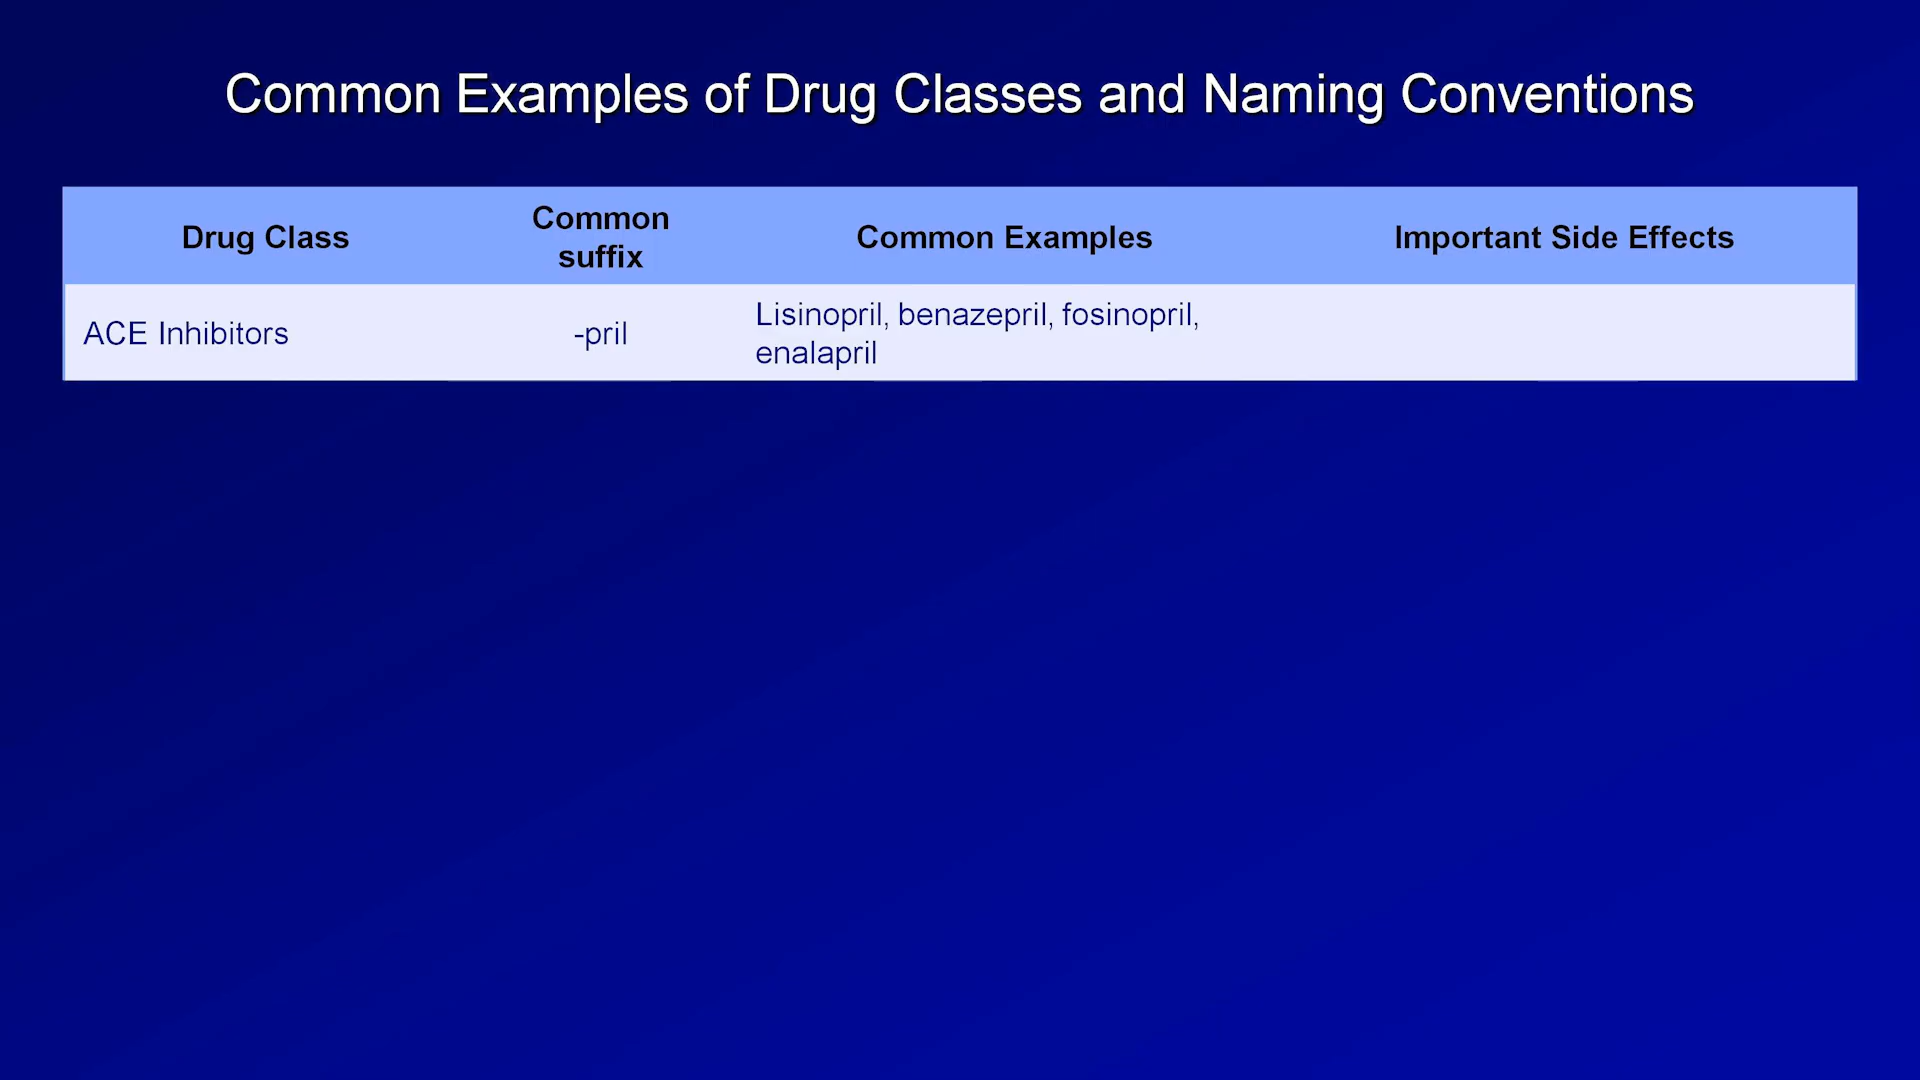 Common Examples of Drug Classes and Naming Conventions
Drug Class
Common
suffix
Common Examples
Important Side Effects
ACE Inhibitors
-pril
Lisinopril, benazepril, fosinopril,
enalapril